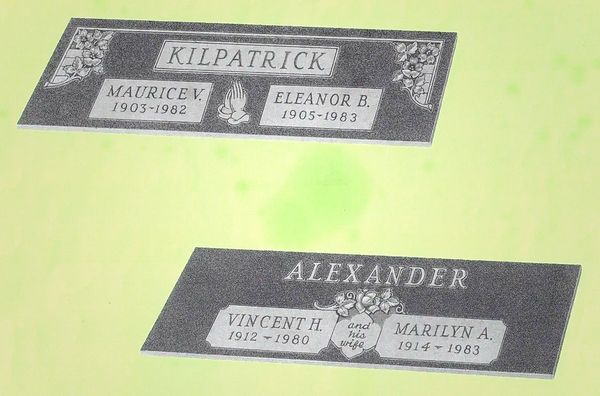 KILPATRICK
MAURICE V.
1903-1982
ELEANOR B.
1905-1983
ALEXANDER
VINCENT H.
1912 - 1980
and
his
wife
MARILYN A.
1914 - 1983